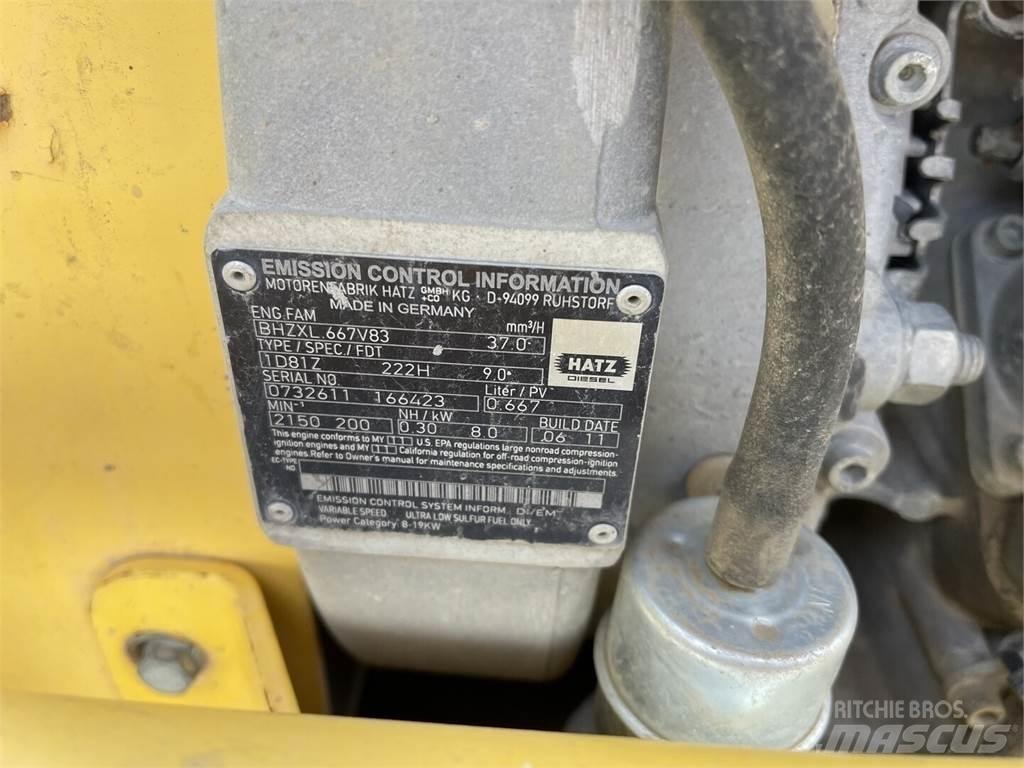 EMISSION CONTROL INFORMATION
MOTORENFABRIK HATZ GMBH +CO KG · D-94099 RUHSTORF
MADE IN GERMANY
ENG.FAM mm³/H
BHZXL.667V83 37.0
TYPE / SPEC. / FDT
1D81Z 222H 9.0°
HATZ
DIESEL
SERIAL NO. Liter / PV
0732611 166423 0.667
MIN⁻¹ NH / kW BUILD DATE
2150 200 0.30 8.0 06 11
This engine conforms to MY 11 U.S. EPA regulations large nonroad compression-
ignition engines and MY 11 California regulation for off-road compression-ignition
engines. Refer to Owner's manual for maintenance specifications and adjustments.
EC-TYPE
NO
EMISSION CONTROL SYSTEM INFORM. DI/EM
VARIABLE SPEED ULTRA LOW SULFUR FUEL ONLY
Power Category: 8-19KW
RITCHIE BROS.
MASCUS